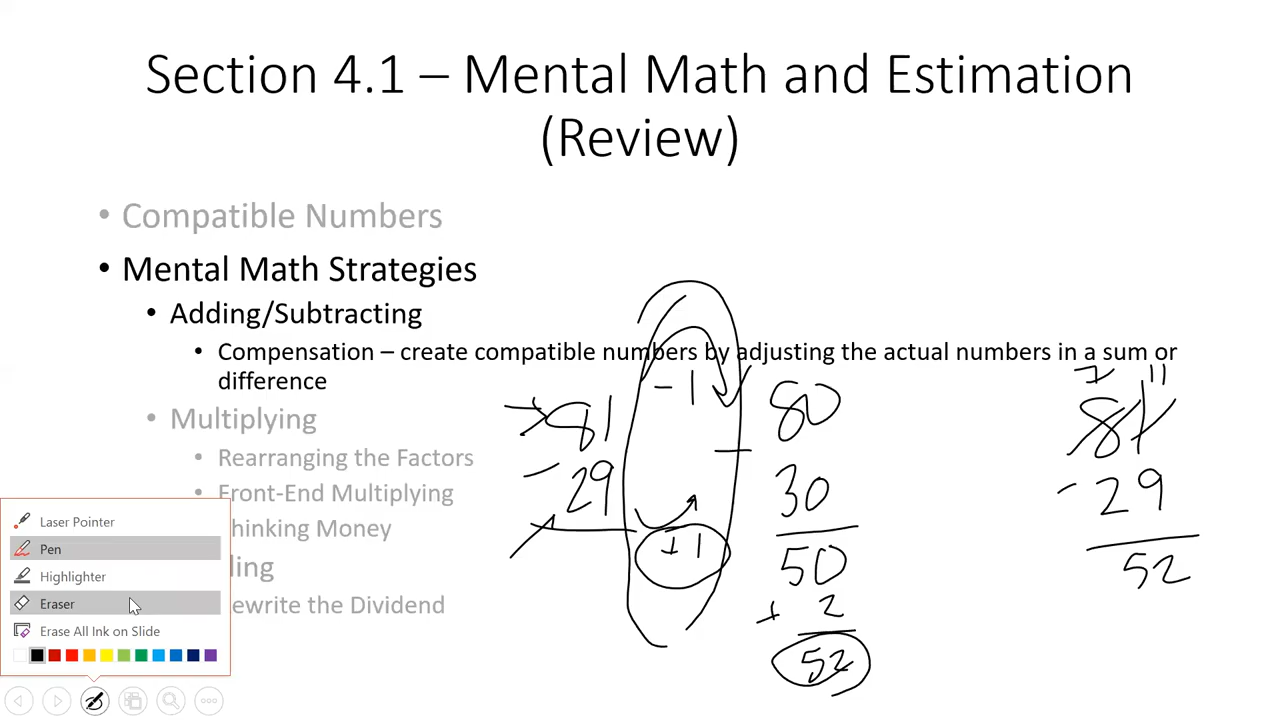 Section 4.1 – Mental Math and Estimation
(Review)
• Compatible Numbers
• Mental Math Strategies
• Adding/Subtracting
• Compensation – create compatible numbers by adjusting the actual numbers in a sum or
difference
• Multiplying
• Rearranging the Factors
• Front-End Multiplying
hinking Money
ding
ewrite the Dividend
81
- 29
- 1
+ 1
80
- 30
50
+ 2
52
7 11
81
- 29
52
Laser Pointer
Pen
Highlighter
Eraser
Erase All Ink on Slide